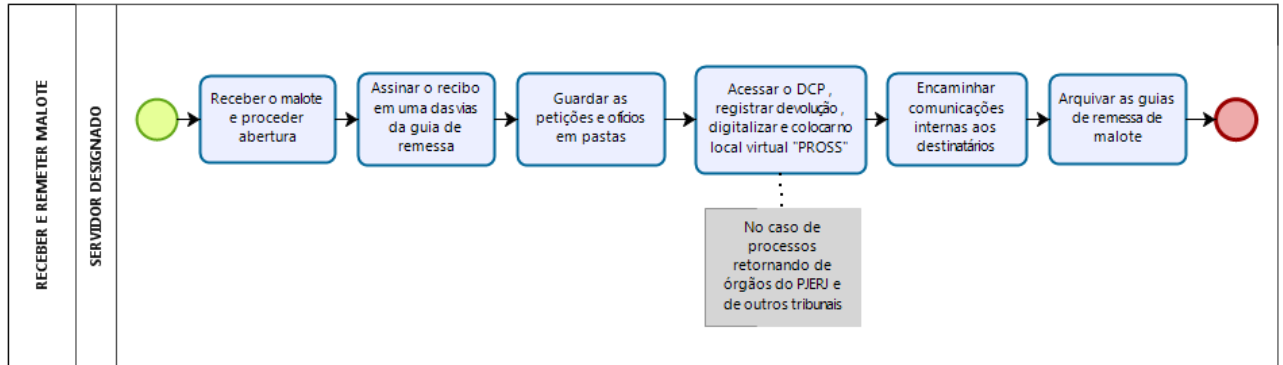 RECEBER E REMETER MALOTE
SERVIDOR DESIGNADO
Receber o malote
e proceder
abertura
Assinar o recibo
em uma das vias
da guia de
remessa
Guardar as
petições e ofícios
em pastas
Acessar o DCP ,
registrar devolução ,
digitalizar e colocar no
local virtual "PROSS"
No caso de
processos
retornando de
órgãos do PJERJ e
de outros tribunais
Encaminhar
comunicações
internas aos
destinatários
Arquivar as guias
de remessa de
malote